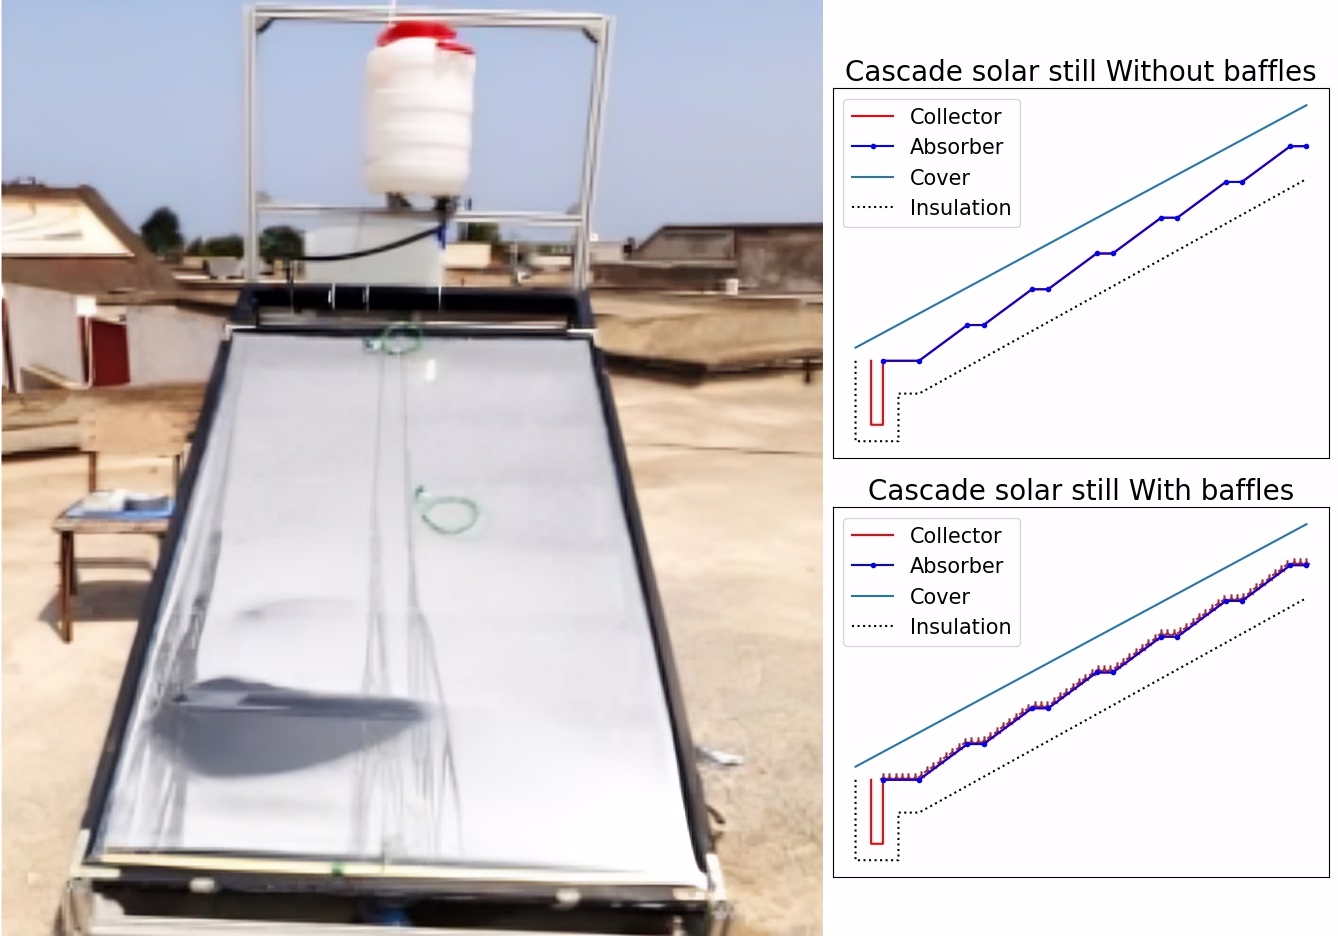 Cascade solar still Without baffles
Collector
Absorber
Cover
Insulation
Cascade solar still With baffles
Collector
Absorber
Cover
Insulation